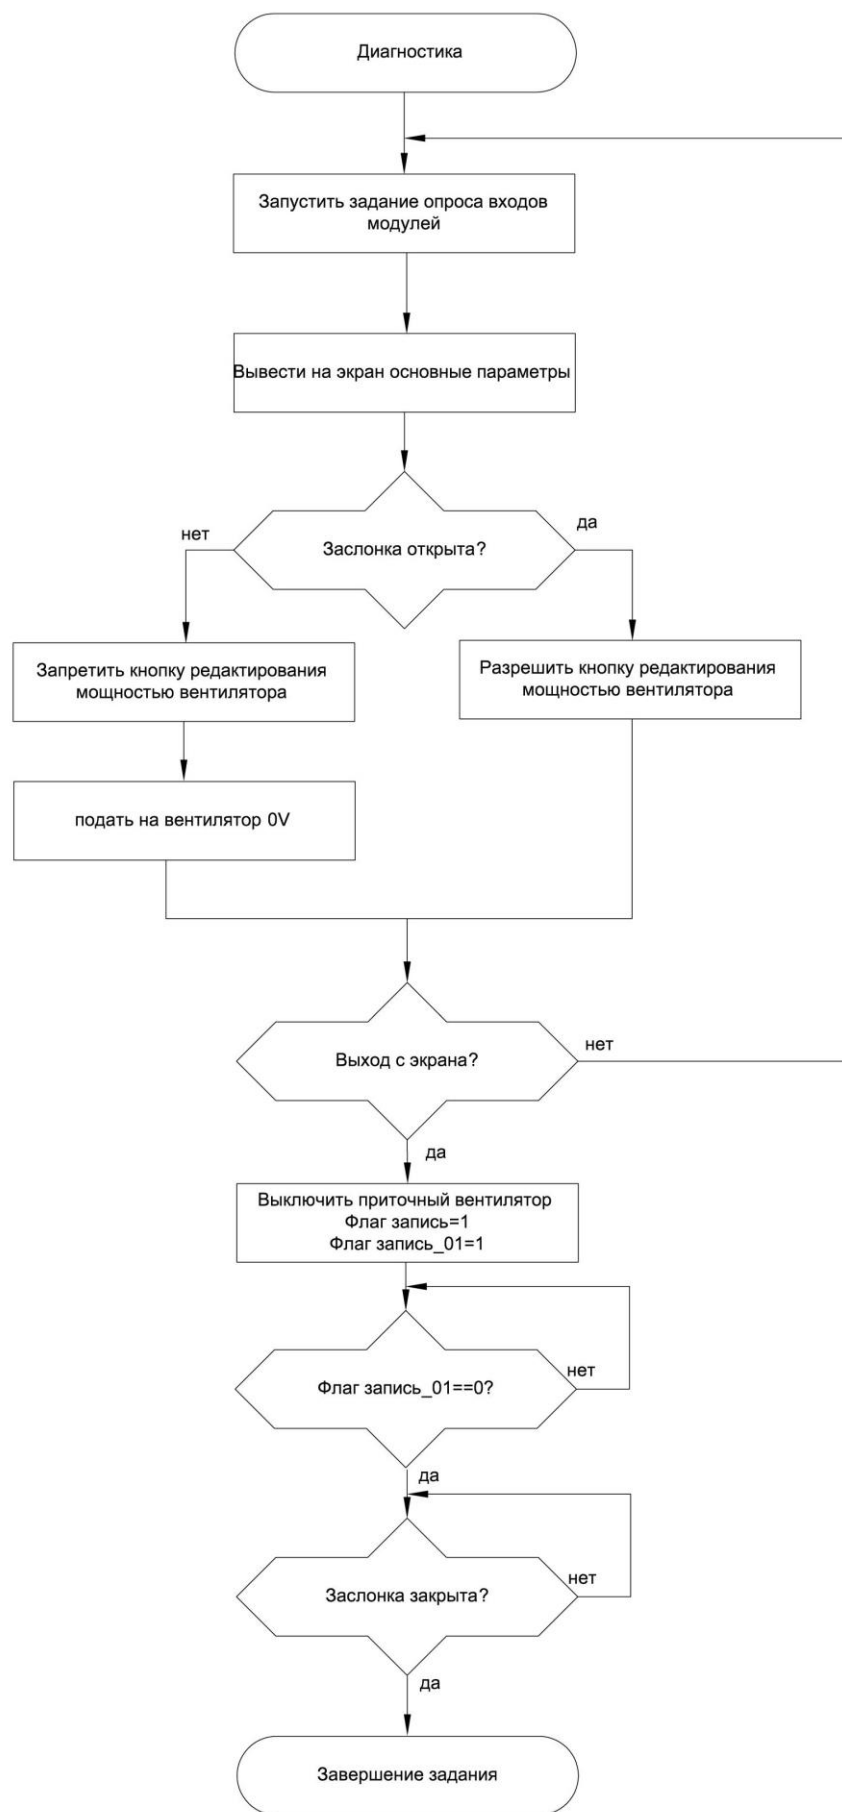 Диагностика
Запустить задание опроса входов
модулей
Вывести на экран основные параметры
нет
да
Заслонка открыта?
Запретить кнопку редактирования
мощностью вентилятора
Разрешить кнопку редактирования
мощностью вентилятора
подать на вентилятор 0V
Выход с экрана?
нет
да
Выключить приточный вентилятор
Флаг запись=1
Флаг запись_01=1
Флаг запись_01==0?
нет
да
Заслонка закрыта?
нет
да
Завершение задания